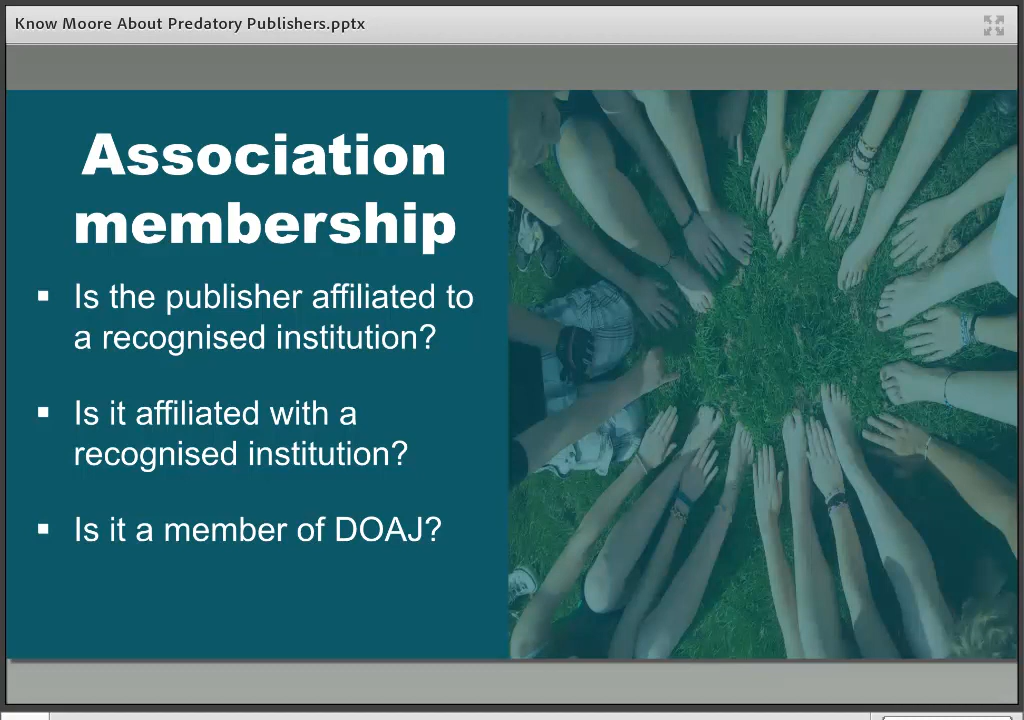 Know Moore About Predatory Publishers.pptx
Association
membership
▪ Is the publisher affiliated to
a recognised institution?
▪ Is it affiliated with a
recognised institution?
▪ Is it a member of DOAJ?